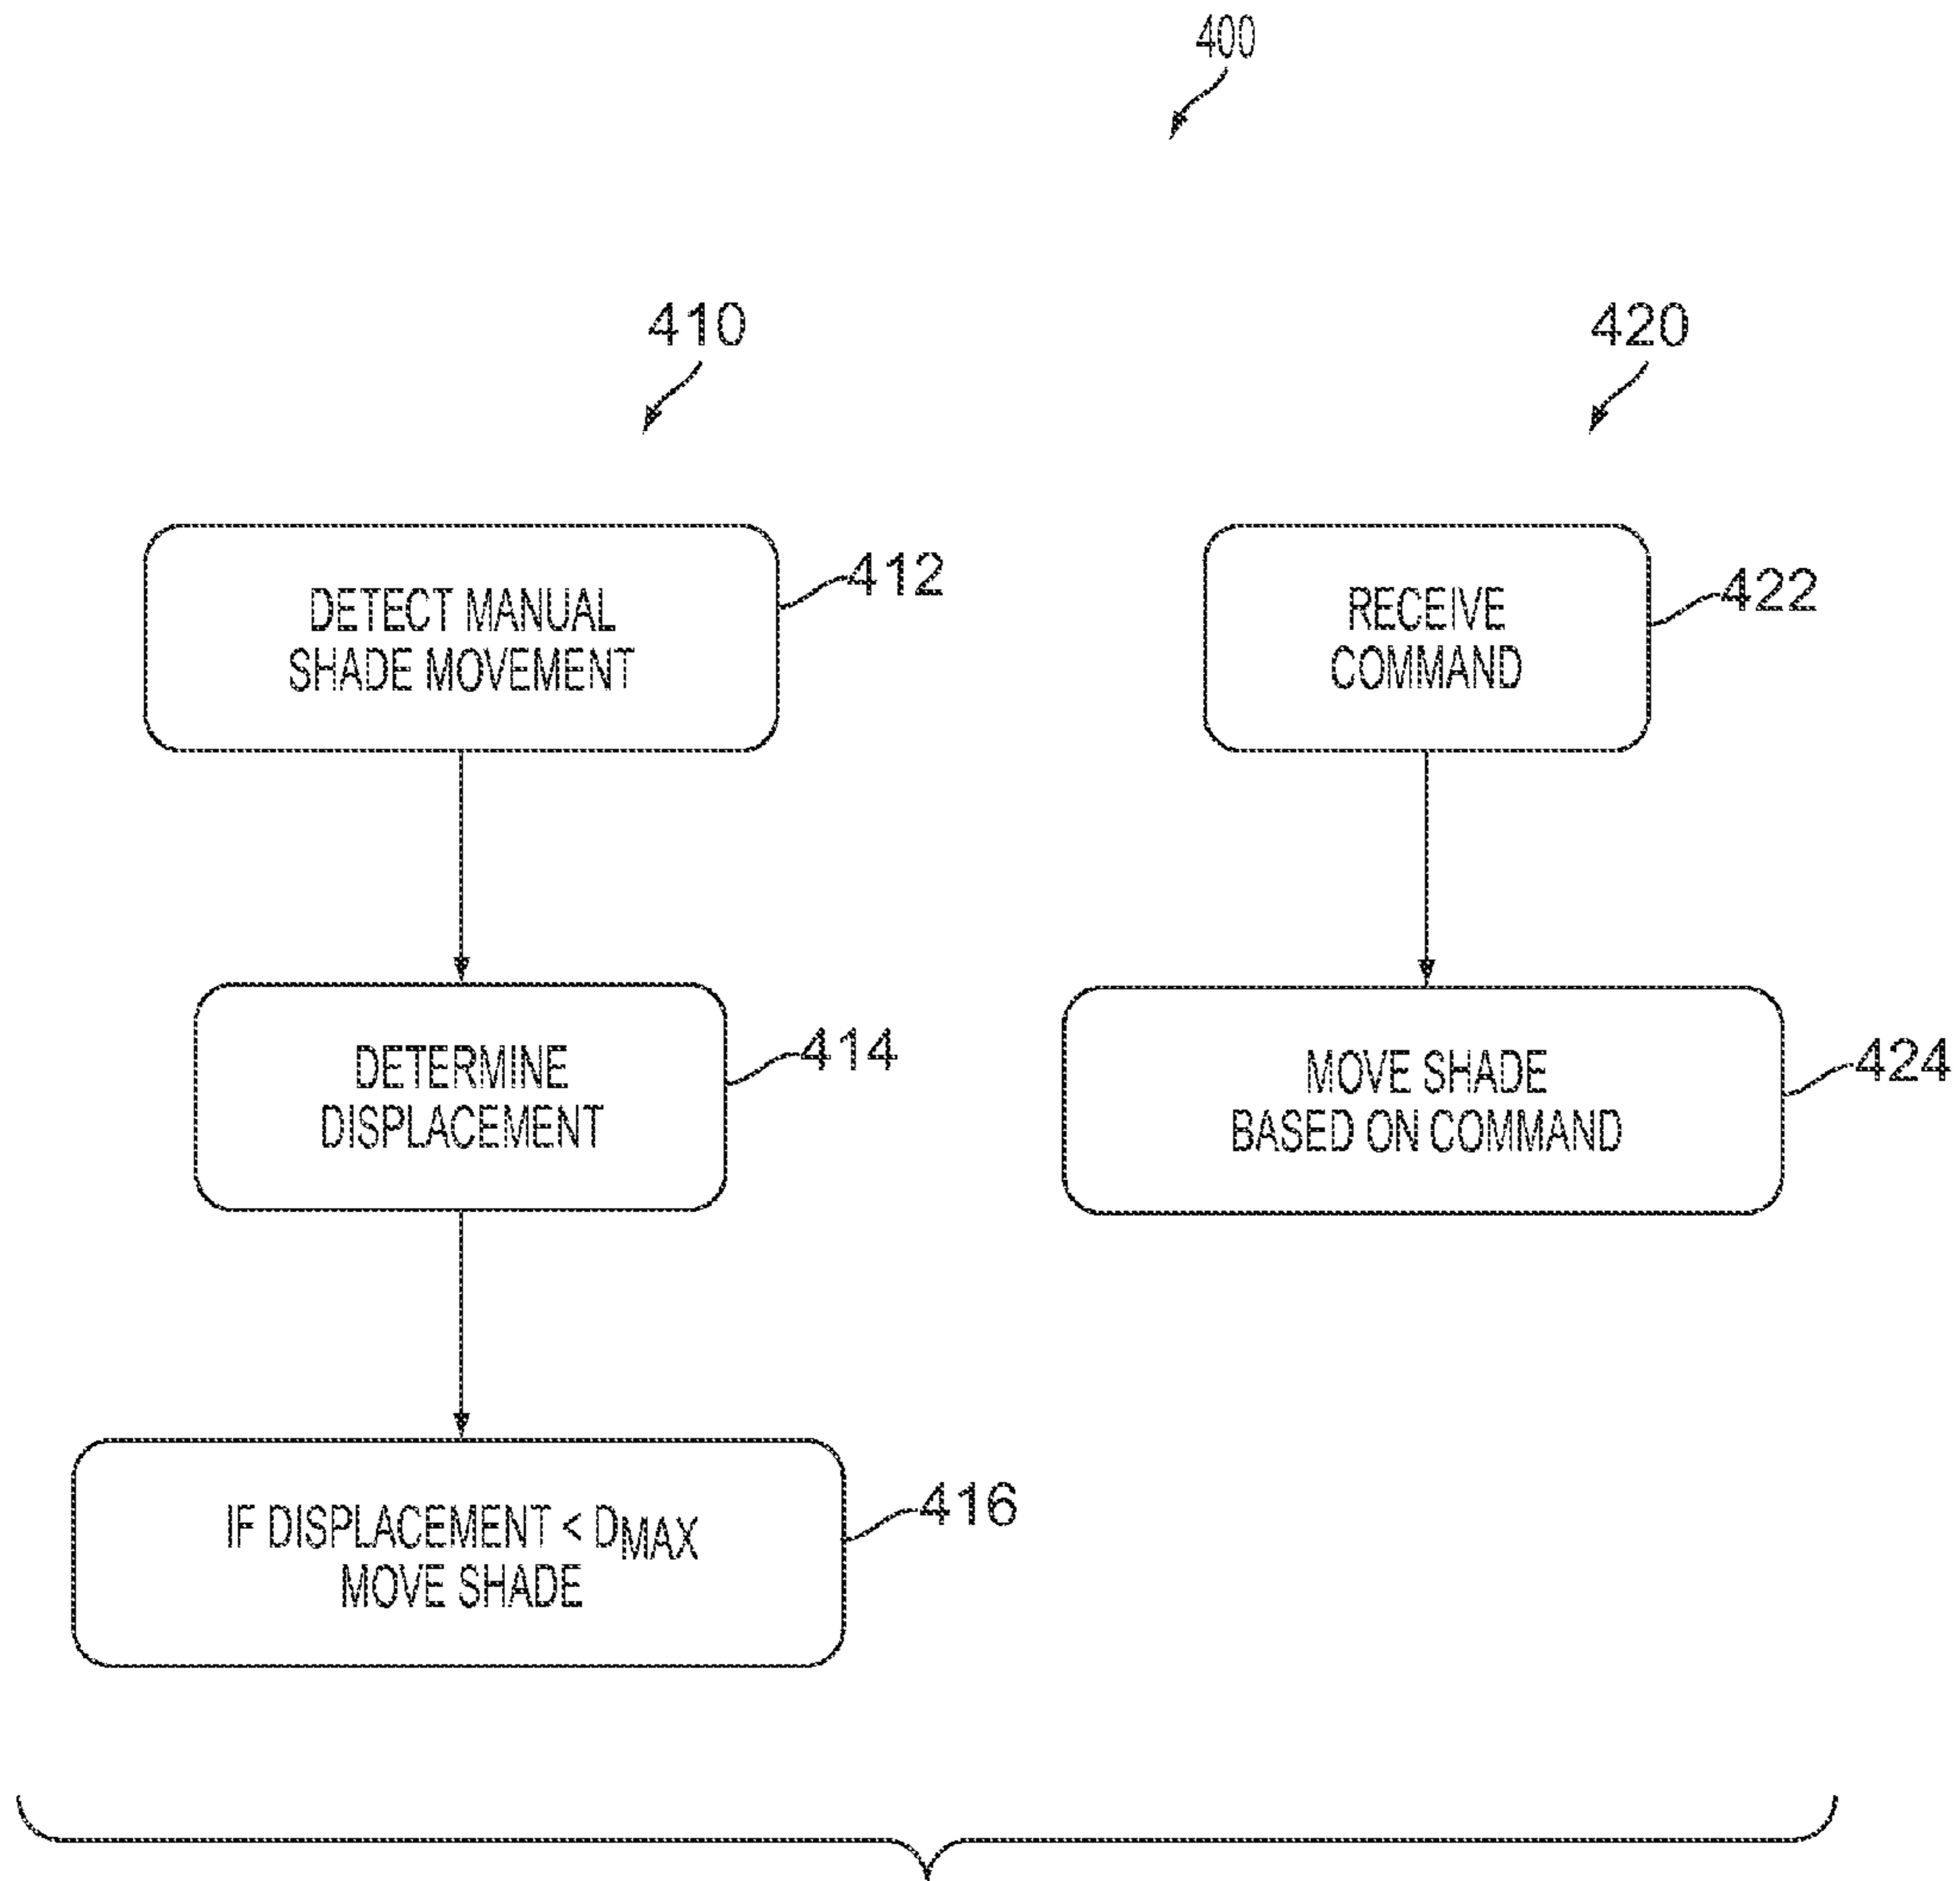 400
410
420
DETECT MANUAL
SHADE MOVEMENT
412
RECEIVE
COMMAND
422
DETERMINE
DISPLACEMENT
414
MOVE SHADE
BASED ON COMMAND
424
IF DISPLACEMENT < DMAX
MOVE SHADE
416